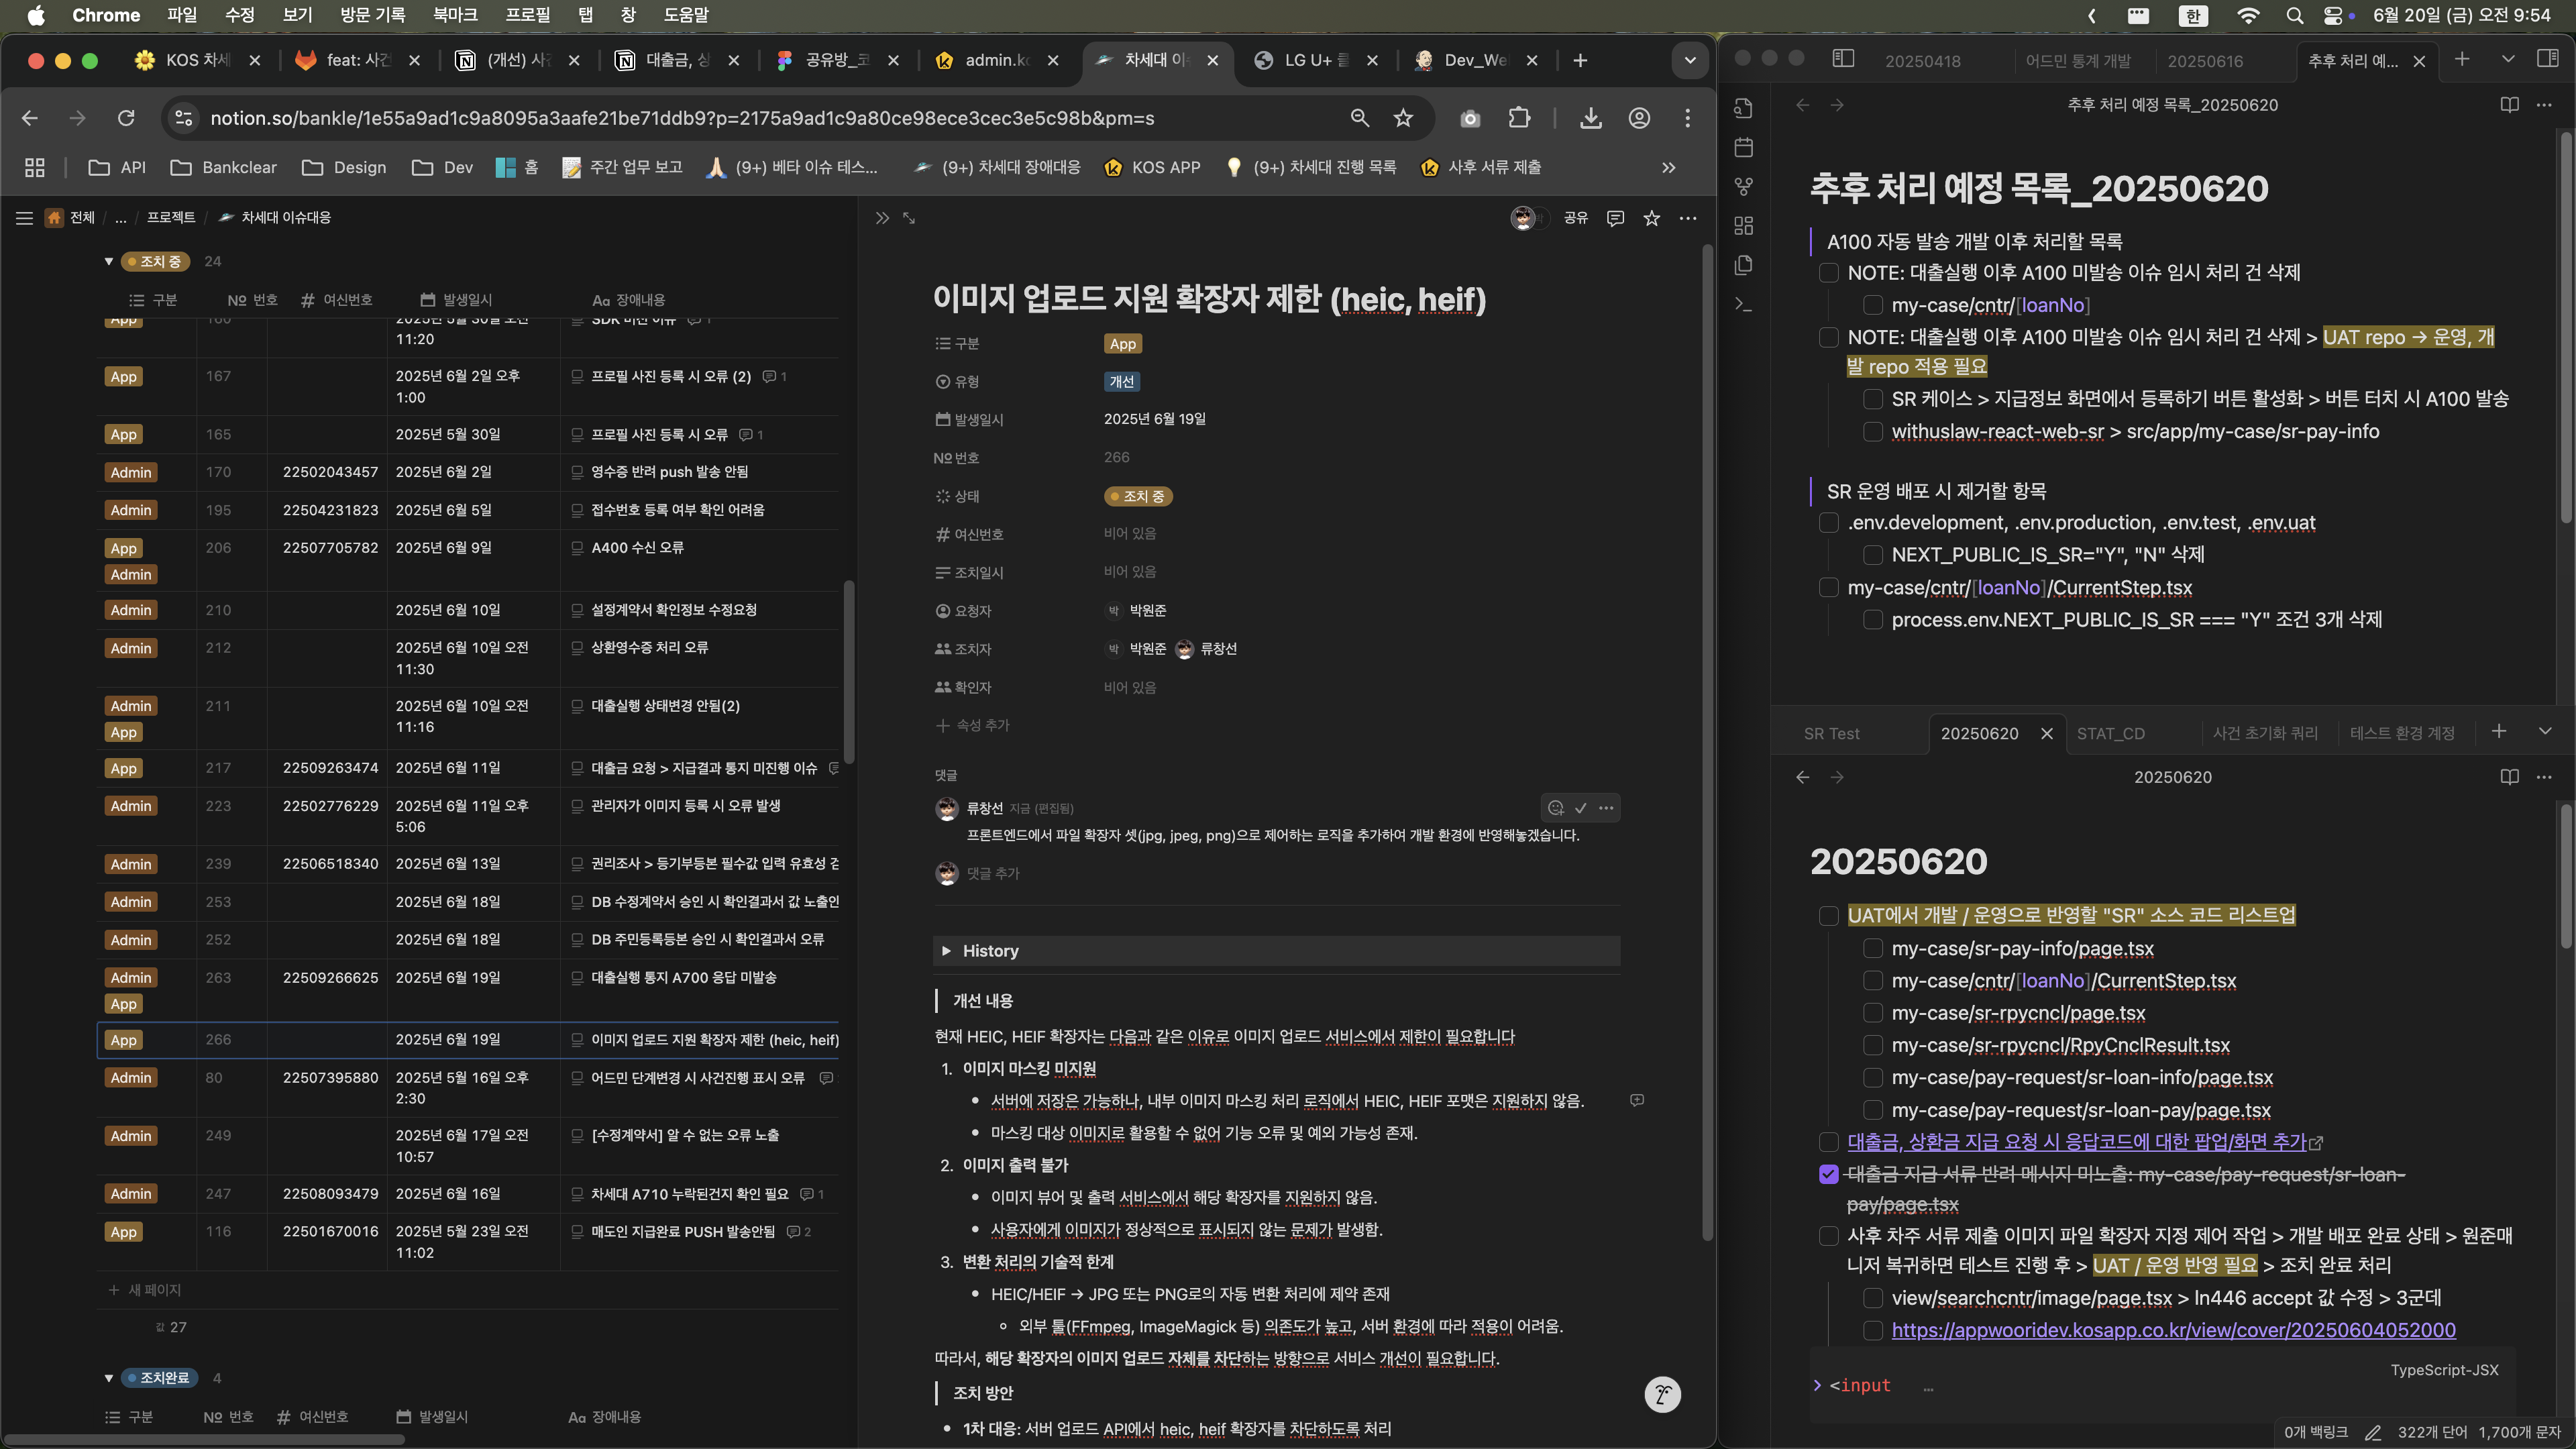 Chrome 파일 수정 보기 방문 기록 북마크 프로필 탭 창 도움말
한 6월 20일 (금) 오전 9:54
KOS 차세
feat: 사건
(개선) 사
대출금, 상
공유방_코
admin.ko
차세대 이
LG U+ 클
Dev_We
notion.so/bankle/1e55a9ad1c9a8095a3aafe21be71ddb9?p=2175a9ad1c9a80ce98ece3cec3e5c98b&pm=s
API
Bankclear
Design
Dev
홈
주간 업무 보고
(9+) 베타 이슈 테스...
(9+) 차세대 장애대응
KOS APP
(9+) 차세대 진행 목록
사후 서류 제출
전체 / ... / 프로젝트 / 차세대 이슈대응
조치 중 24
구분 번호 여신번호 발생일시 Aa 장애내용
11:20
App 167 2025년 6월 2일 오후 프로필 사진 등록 시 오류 (2) 1
1:00
App 165 2025년 5월 30일 프로필 사진 등록 시 오류 1
Admin 170 22502043457 2025년 6월 2일 영수증 반려 push 발송 안됨
Admin 195 22504231823 2025년 6월 5일 접수번호 등록 여부 확인 어려움
App 206 22507705782 2025년 6월 9일 A400 수신 오류
Admin
Admin 210 2025년 6월 10일 설정계약서 확인정보 수정요청
Admin 212 2025년 6월 10일 오전 상환영수증 처리 오류
11:30
Admin 211 2025년 6월 10일 오전 대출실행 상태변경 안됨(2)
App 11:16
App 217 22509263474 2025년 6월 11일 대출금 요청 > 지급결과 통지 미진행 이슈
Admin 223 22502776229 2025년 6월 11일 오후 관리자가 이미지 등록 시 오류 발생
5:06
Admin 239 22506518340 2025년 6월 13일 권리조사 > 등기부등본 필수값 입력 유효성 검
Admin 253 2025년 6월 18일 DB 수정계약서 승인 시 확인결과서 값 노출안
Admin 252 2025년 6월 18일 DB 주민등록등본 승인 시 확인결과서 오류
Admin 263 22509266625 2025년 6월 19일 대출실행 통지 A700 응답 미발송
App
App 266 2025년 6월 19일 이미지 업로드 지원 확장자 제한 (heic, heif)
Admin 80 22507395880 2025년 5월 16일 오후 어드민 단계변경 시 사건진행 표시 오류
2:30
Admin 249 2025년 6월 17일 오전 [수정계약서] 알 수 없는 오류 노출
10:57
Admin 247 22508093479 2025년 6월 16일 차세대 A710 누락된건지 확인 필요 1
App 116 22501670016 2025년 5월 23일 오전 매도인 지급완료 PUSH 발송안됨 2
11:02
+ 새 페이지
값 27
조치완료 4
구분 번호 여신번호 발생일시 Aa 장애내용
공유
이미지 업로드 지원 확장자 제한 (heic, heif)
구분 App
유형 개선
발생일시 2025년 6월 19일
번호 266
상태 조치 중
여신번호 비어 있음
조치일시 비어 있음
요청자 박 박원준
조치자 박 박원준 류창선
확인자 비어 있음
+ 속성 추가
댓글
류창선 지금 (편집됨)
프론트엔드에서 파일 확장자 셋(jpg, jpeg, png)으로 제어하는 로직을 추가하여 개발 환경에 반영해놓겠습니다.
댓글 추가
History
개선 내용
현재 HEIC, HEIF 확장자는 다음과 같은 이유로 이미지 업로드 서비스에서 제한이 필요합니다
1. 이미지 마스킹 미지원
• 서버에 저장은 가능하나, 내부 이미지 마스킹 처리 로직에서 HEIC, HEIF 포맷은 지원하지 않음.
• 마스킹 대상 이미지로 활용할 수 없어 기능 오류 및 예외 가능성 존재.
2. 이미지 출력 불가
• 이미지 뷰어 및 출력 서비스에서 해당 확장자를 지원하지 않음.
• 사용자에게 이미지가 정상적으로 표시되지 않는 문제가 발생함.
3. 변환 처리의 기술적 한계
• HEIC/HEIF → JPG 또는 PNG로의 자동 변환 처리에 제약 존재
◦ 외부 툴(FFmpeg, ImageMagick 등) 의존도가 높고, 서버 환경에 따라 적용이 어려움.
따라서, 해당 확장자의 이미지 업로드 자체를 차단하는 방향으로 서비스 개선이 필요합니다.
조치 방안
• 1차 대응: 서버 업로드 API에서 heic, heif 확장자를 차단하도록 처리
20250418
어드민 통계 개발
20250616
추후 처리 예...
추후 처리 예정 목록_20250620
추후 처리 예정 목록_20250620
A100 자동 발송 개발 이후 처리할 목록
NOTE: 대출실행 이후 A100 미발송 이슈 임시 처리 건 삭제
my-case/cntr/[loanNo]
NOTE: 대출실행 이후 A100 미발송 이슈 임시 처리 건 삭제 > UAT repo → 운영, 개
발 repo 적용 필요
SR 케이스 > 지급정보 화면에서 등록하기 버튼 활성화 > 버튼 터치 시 A100 발송
withuslaw-react-web-sr > src/app/my-case/sr-pay-info
SR 운영 배포 시 제거할 항목
.env.development, .env.production, .env.test, .env.uat
NEXT_PUBLIC_IS_SR="Y", "N" 삭제
my-case/cntr/[loanNo]/CurrentStep.tsx
process.env.NEXT_PUBLIC_IS_SR === "Y" 조건 3개 삭제
SR Test
20250620
STAT_CD
사건 초기화 쿼리
테스트 환경 계정
20250620
20250620
UAT에서 개발 / 운영으로 반영할 "SR" 소스 코드 리스트업
my-case/sr-pay-info/page.tsx
my-case/cntr/[loanNo]/CurrentStep.tsx
my-case/sr-rpycncl/page.tsx
my-case/sr-rpycncl/RpyCnclResult.tsx
my-case/pay-request/sr-loan-info/page.tsx
my-case/pay-request/sr-loan-pay/page.tsx
대출금, 상환금 지급 요청 시 응답코드에 대한 팝업/화면 추가
대출금 지급 서류 반려 메시지 미노출: my-case/pay-request/sr-loan-
pay/page.tsx
사후 차주 서류 제출 이미지 파일 확장자 지정 제어 작업 > 개발 배포 완료 상태 > 원준매
니저 복귀하면 테스트 진행 후 > UAT / 운영 반영 필요 > 조치 완료 처리
view/searchcntr/image/page.tsx > ln446 accept 값 수정 > 3군데
https://appwooridev.kosapp.co.kr/view/cover/20250604052000
TypeScript-JSX
<input ...
0개 백링크 322개 단어 1,700개 문자